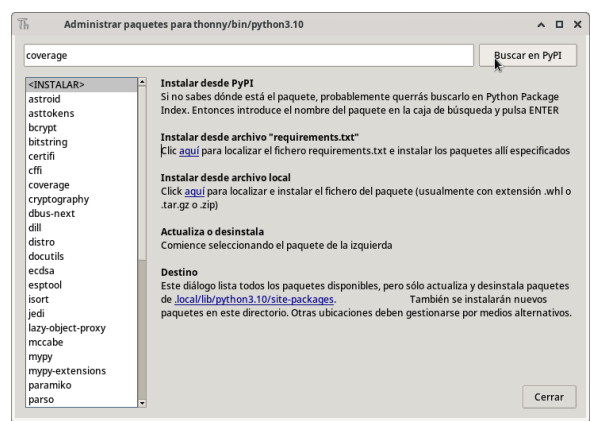 Administrar paquetes para thonny/bin/python3.10
coverage
Buscar en PyPI
<INSTALAR>
astroid
asttokens
bcrypt
bitstring
certifi
cffi
coverage
cryptography
dbus-next
dill
distro
docutils
ecdsa
esptool
isort
jedi
lazy-object-proxy
mccabe
mypy
mypy-extensions
paramiko
parso
Instalar desde PyPI
Si no sabes dónde está el paquete, probablemente querrás buscarlo en Python Package
Index. Entonces introduce el nombre del paquete en la caja de búsqueda y pulsa ENTER
Instalar desde archivo "requirements.txt"
Clic aquí para localizar el fichero requirements.txt e instalar los paquetes allí especificados
Instalar desde archivo local
Click aquí para localizar e instalar el fichero del paquete (usualmente con extensión .whl o
.tar.gz o .zip)
Actualiza o desinstala
Comience seleccionando el paquete de la izquierda
Destino
Este diálogo lista todos los paquetes disponibles, pero sólo actualiza y desinstala paquetes
de .local/lib/python3.10/site-packages. También se instalarán nuevos
paquetes en este directorio. Otras ubicaciones deben gestionarse por medios alternativos.
Cerrar